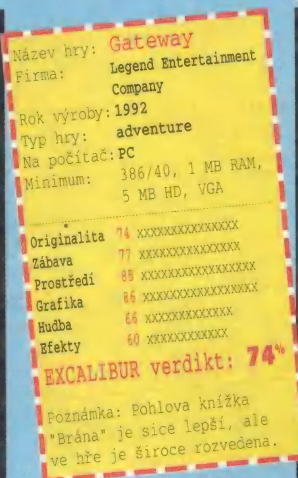 Název hry: Gateway
Firma: Legend Entertainment
Company
Rok výroby: 1992
Typ hry: adventure
Na počítač: PC
Minimum: 386/40, 1 MB RAM,
5 MB HD, VGA
Originalita 74 xxxxxxxxxxxxxxx
Zábava 77 xxxxxxxxxxxxxxx
Prostředí 88 xxxxxxxxxxxxxxxxx
Grafika 86 xxxxxxxxxxxxxxxxx
Hudba 66 xxxxxxxxxxxxx
Efekty 60 xxxxxxxxxxxx
EXCALIBUR verdikt: 74%
Poznámka: Pohlova knížka
"Brána" je sice lepší, ale
ve hře je široce rozvedena.